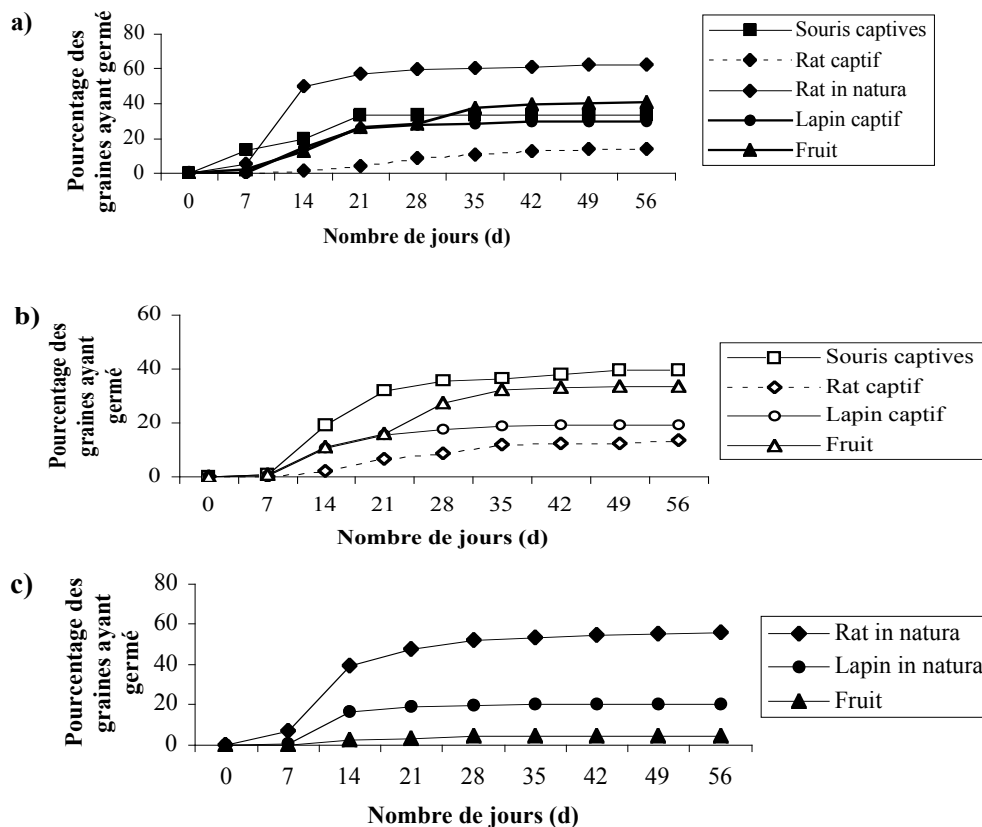 a)
Pourcentage des
graines ayant germé
80
60
40
20
0
0 7 14 21 28 35 42 49 56
Nombre de jours (d)
Souris captives
Rat captif
Rat in natura
Lapin captif
Fruit
b)
Pourcentage des
graines ayant
germé
60
40
20
0
0 7 14 21 28 35 42 49 56
Nombre de jours (d)
Souris captives
Rat captif
Lapin captif
Fruit
c)
Pourcentage des
graines ayant
germé
80
60
40
20
0
0 7 14 21 28 35 42 49 56
Nombre de jours (d)
Rat in natura
Lapin in natura
Fruit